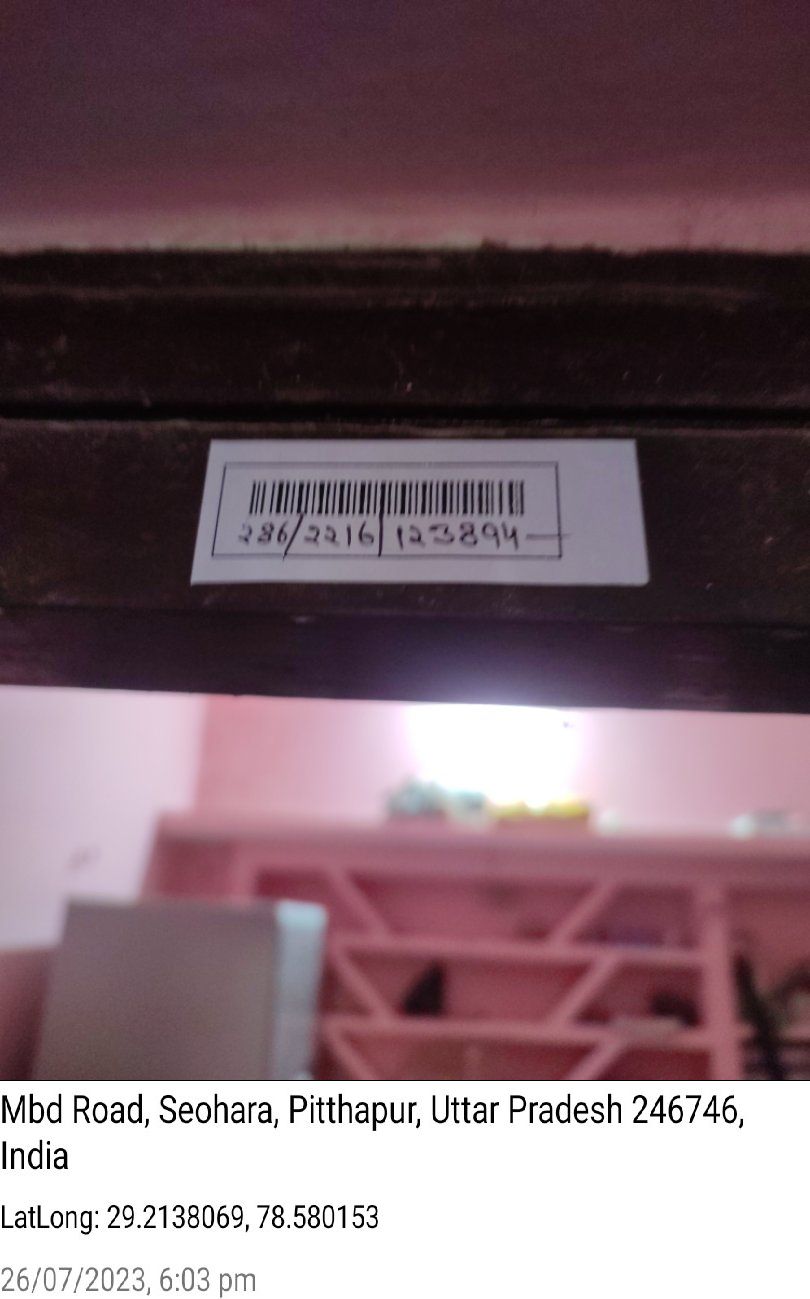 286/2216/123894
Mbd Road, Seohara, Pitthapur, Uttar Pradesh 246746,
India
LatLong: 29.2138069, 78.580153
26/07/2023, 6:03 pm